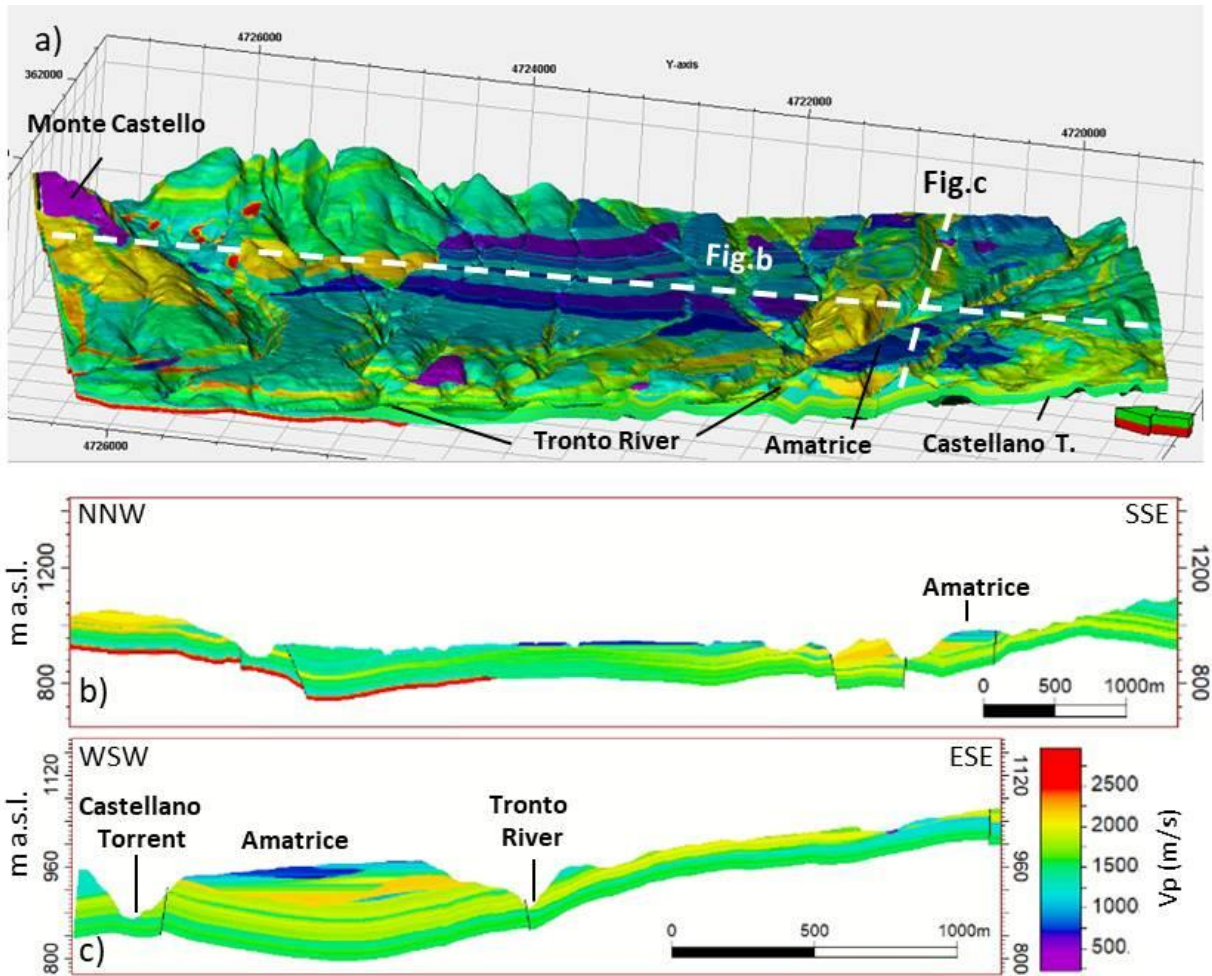 a)
4726000
4724000
Y-axis
4722000
4720000
362000
Monte Castello
Fig.c
Fig.b
Tronto River
Amatrice
Castellano T.
4726000
NNW
SSE
1200
1200
m a.s.l.
Amatrice
800
800
b)
0
500
1000m
WSW
ESE
1120
1120
Castellano
Torrent
Amatrice
Tronto
River
m a.s.l.
960
960
800
800
c)
0
500
1000m
2500
2000
1500
1000
500.
Vp (m/s)